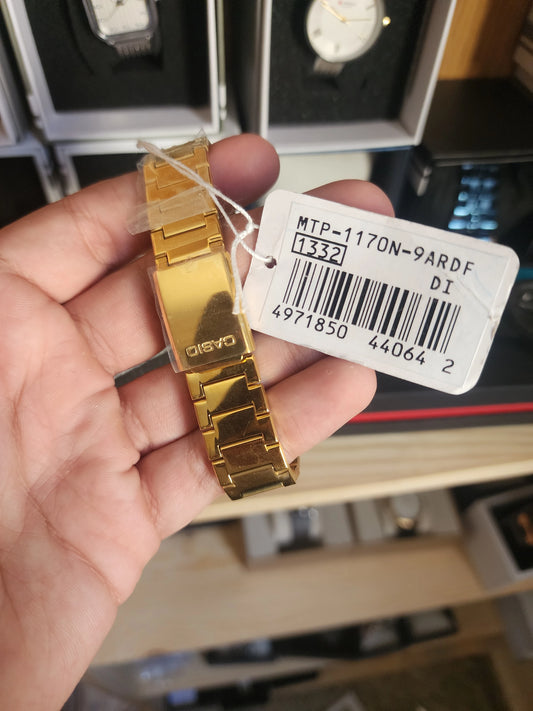 MTP-1170N-9ARDF
1332
DI
4971850 44064 2
CASIO